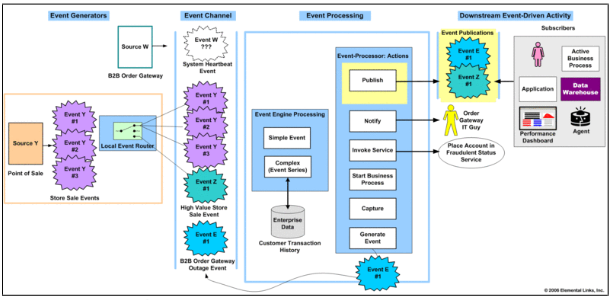 Event Generators
Event Channel
Event Processing
Downstream Event-Driven Activity
Source W
B2B Order Gateway
Event W
???
System Heartbeat
Event
Source Y
Point of Sale
Event Y
#1
Event Y
#2
Event Y
#3
Store Sale Events
Local Event Router
Event Y
#1
Event Y
#2
Event Y
#3
Event Z
#1
High Value Store
Sale Event
Event E
#1
B2B Order Gateway
Outage Event
Event Engine Processing
Simple Event
Complex
(Event Series)
Enterprise
Data
Customer Transaction
History
Event-Processor: Actions
Publish
Notify
Invoke Service
Start Business
Process
Capture
Generate
Event
Event E
#1
Event Publications
Event E
#1
Event Z
#1
Order
Gateway
IT Guy
Place Account in
Fraudulent Status
Service
Subscribers
Active
Business
Process
Application
Data
Warehouse
Performance
Dashboard
Agent
© 2006 Elemental Links, Inc.